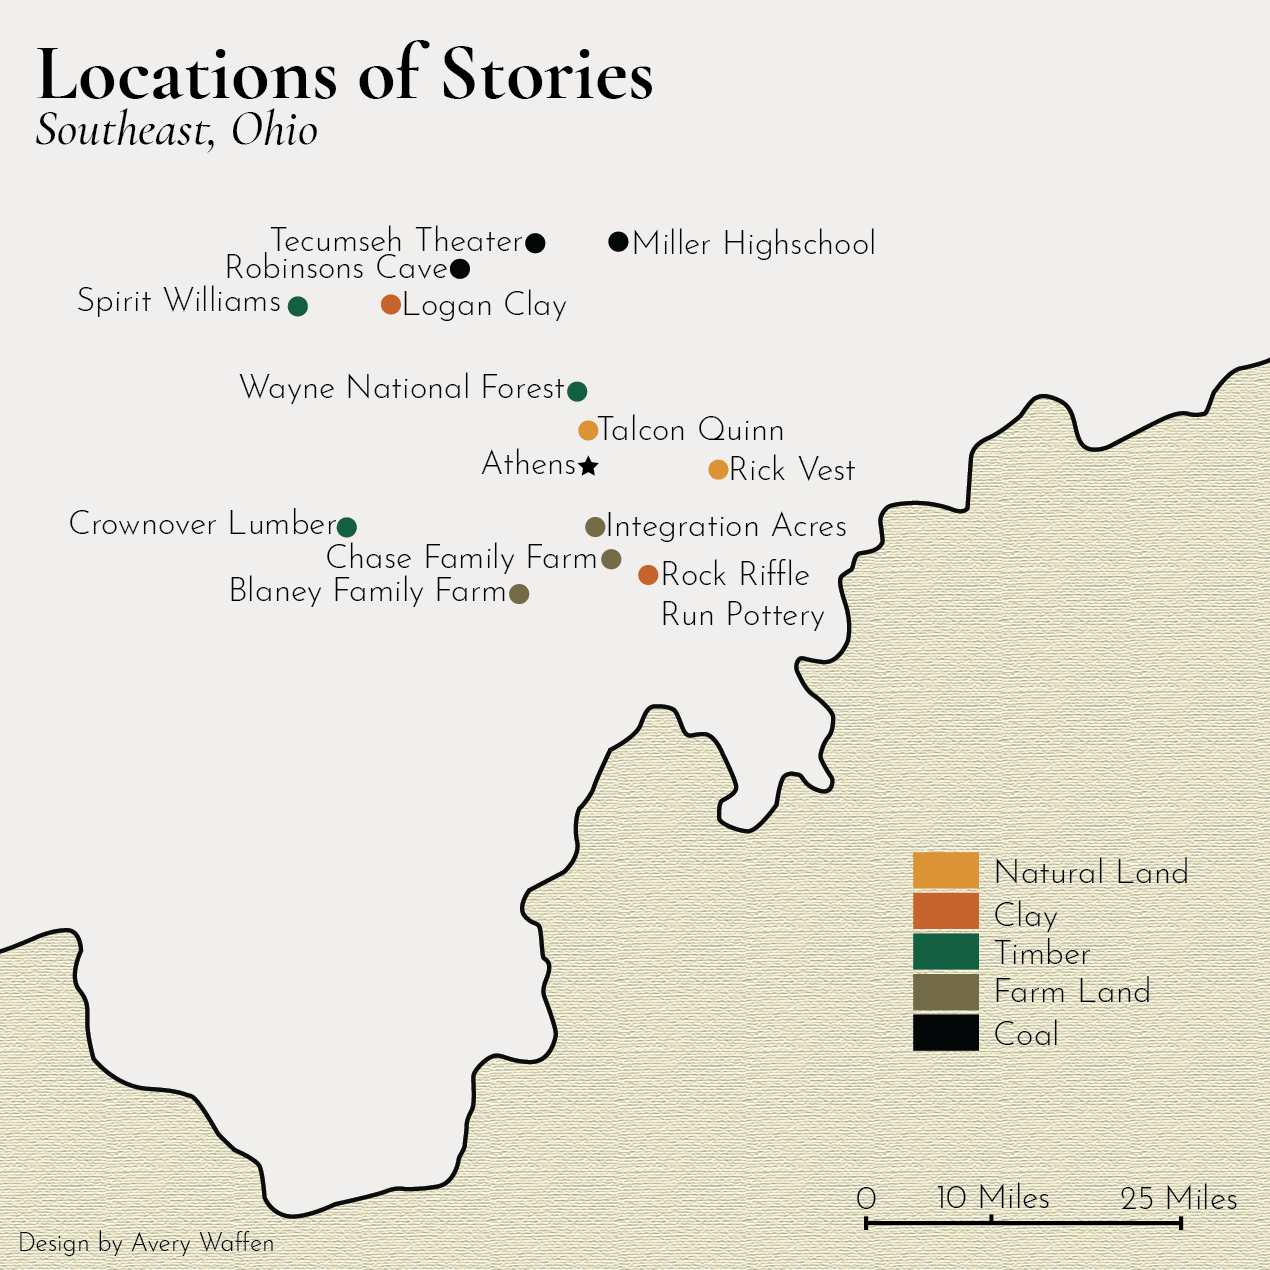 Locations of Stories
Southeast, Ohio
Tecumseh Theater
Miller Highschool
Robinsons Cave
Spirit Williams
Logan Clay
Wayne National Forest
Talcon Quinn
Athens
Rick Vest
Crownover Lumber
Integration Acres
Chase Family Farm
Rock Riffle
Run Pottery
Blaney Family Farm
Natural Land
Clay
Timber
Farm Land
Coal
0 10 Miles 25 Miles
Design by Avery Waffen